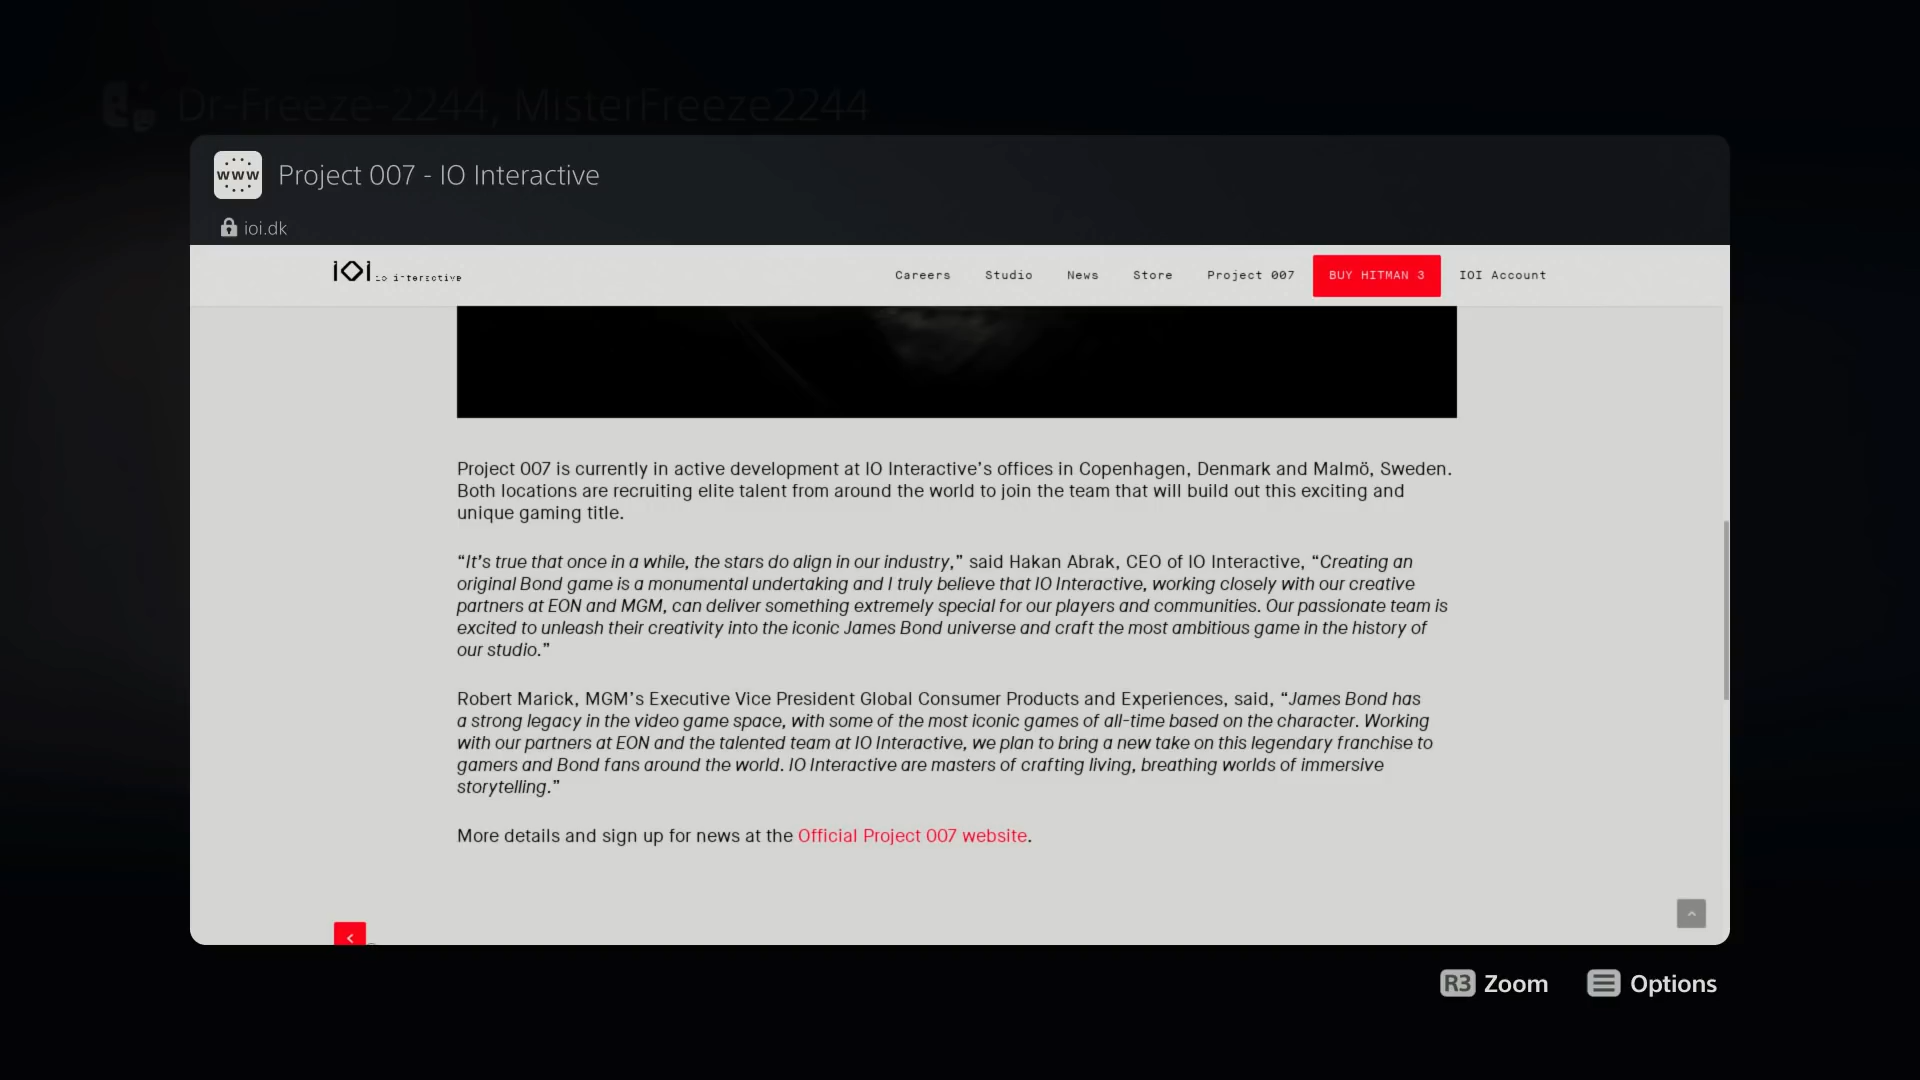 Dr-Freeze-2244, MisterFreeze2244
www
Project 007 - IO Interactive
ioi.dk
iOi io interactive
Careers Studio News Store Project 007 BUY HITMAN 3 IOI Account
Project 007 is currently in active development at IO Interactive’s offices in Copenhagen, Denmark and Malmö, Sweden.
Both locations are recruiting elite talent from around the world to join the team that will build out this exciting and
unique gaming title.
“It’s true that once in a while, the stars do align in our industry,” said Hakan Abrak, CEO of IO Interactive, “Creating an
original Bond game is a monumental undertaking and I truly believe that IO Interactive, working closely with our creative
partners at EON and MGM, can deliver something extremely special for our players and communities. Our passionate team is
excited to unleash their creativity into the iconic James Bond universe and craft the most ambitious game in the history of
our studio.”
Robert Marick, MGM’s Executive Vice President Global Consumer Products and Experiences, said, “James Bond has
a strong legacy in the video game space, with some of the most iconic games of all-time based on the character. Working
with our partners at EON and the talented team at IO Interactive, we plan to bring a new take on this legendary franchise to
gamers and Bond fans around the world. IO Interactive are masters of crafting living, breathing worlds of immersive
storytelling.”
More details and sign up for news at the Official Project 007 website.
R3 Zoom Options